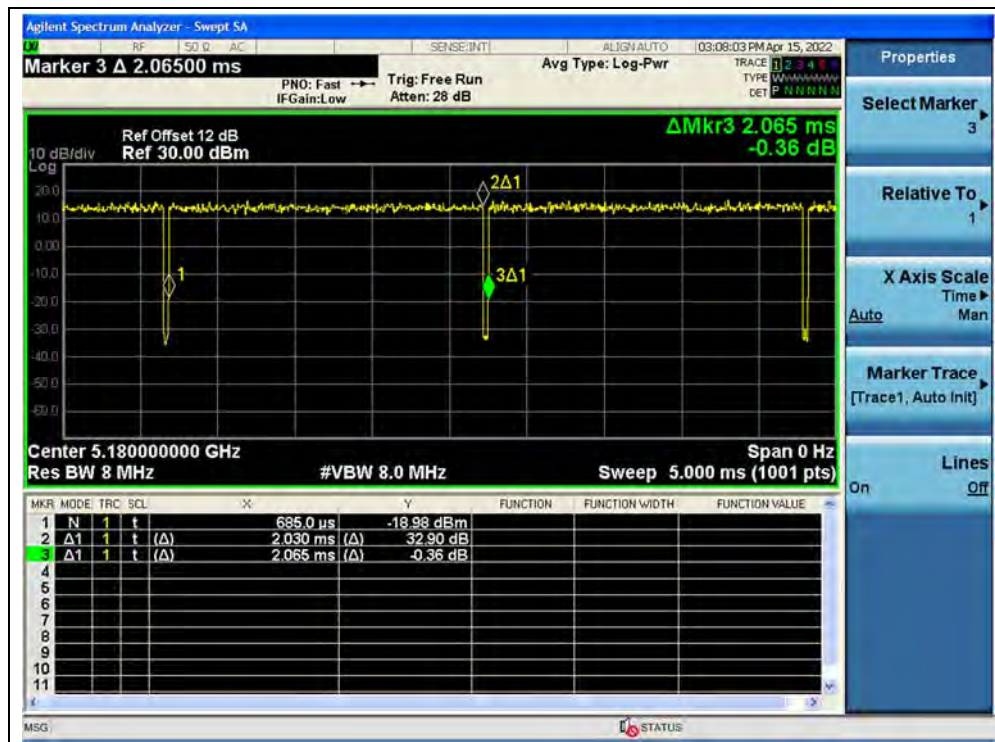 Agilent Spectrum Analyzer - Swept SA
RF 50 Ω AC SENSE:INT ALIGN AUTO 03:08:03 PM Apr 15, 2022
Marker 3 Δ 2.06500 ms
PNO: Fast
IFGain:Low
Trig: Free Run
Atten: 28 dB
Avg Type: Log-Pwr
TRACE 1 2 3 4 5 6
TYPE
DET P N N N N N
ΔMkr3 2.065 ms
-0.36 dB
Ref Offset 12 dB
10 dB/div Ref 30.00 dBm
Log
20.0
10.0
0.00
-10.0
-20.0
-30.0
-40.0
-50.0
-60.0
2Δ1
1
3Δ1
Center 5.180000000 GHz Span 0 Hz
Res BW 8 MHz #VBW 8.0 MHz Sweep 5.000 ms (1001 pts)
MKR MODE TRC SCL X Y FUNCTION FUNCTION WIDTH FUNCTION VALUE
1 N 1 t 685.0 µs -18.98 dBm
2 Δ1 1 t (Δ) 2.030 ms (Δ) 32.90 dB
3 Δ1 1 t (Δ) 2.065 ms (Δ) -0.36 dB
4
5
6
7
8
9
10
11
MSG STATUS
Properties
Select Marker
3
Relative To
1
X Axis Scale
Time
Auto Man
Marker Trace
[Trace1, Auto Init]
Lines
On Off